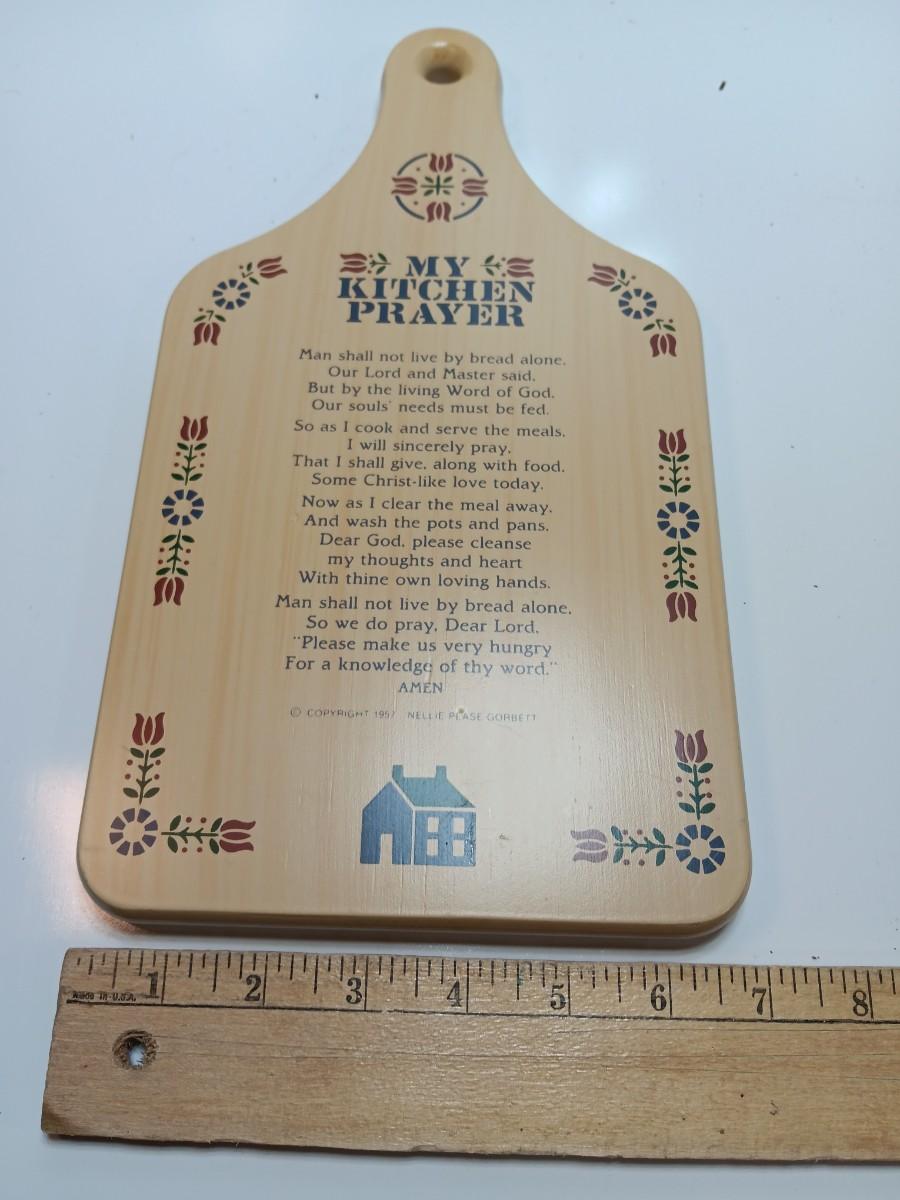 MY
KITCHEN
PRAYER
Man shall not live by bread alone.
Our Lord and Master said.
But by the living Word of God.
Our souls' needs must be fed.
So as I cook and serve the meals.
I will sincerely pray.
That I shall give, along with food.
Some Christ-like love today.
Now as I clear the meal away.
And wash the pots and pans.
Dear God, please cleanse
my thoughts and heart
With thine own loving hands.
Man shall not live by bread alone,
So we do pray, Dear Lord,
"Please make us very hungry
For a knowledge of thy word."
AMEN
© COPYRIGHT 1957 NELLIE PLASE GORBETT
1 2 3 4 5 6 7 8
MADE IN U.S.A.